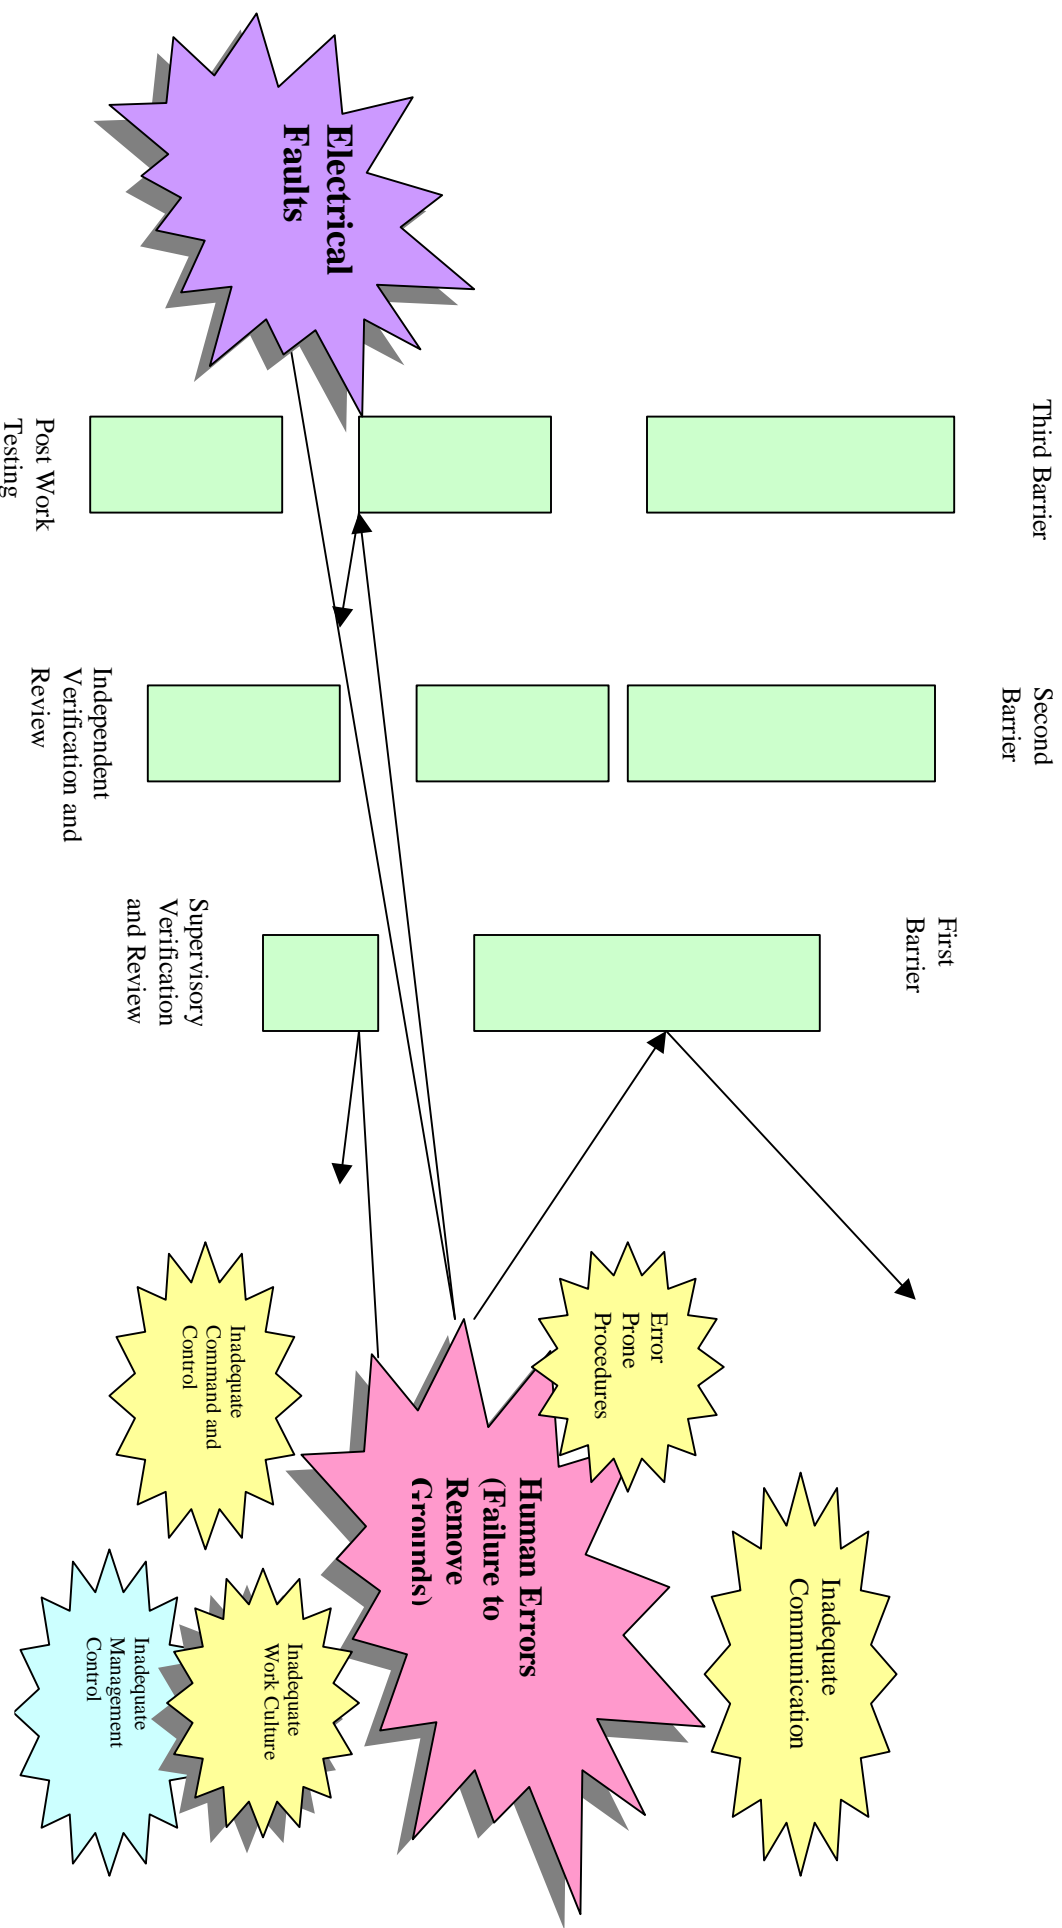 Electrical
Faults
Third Barrier
Post Work
Testing
Second
Barrier
Independent
Verification and
Review
First
Barrier
Supervisory
Verification
and Review
Error
Prone
Procedures
Inadequate
Command and
Control
Human Errors
(Failure to
Remove
Grounds)
Inadequate
Communication
Inadequate
Work Culture
Inadequate
Management
Control